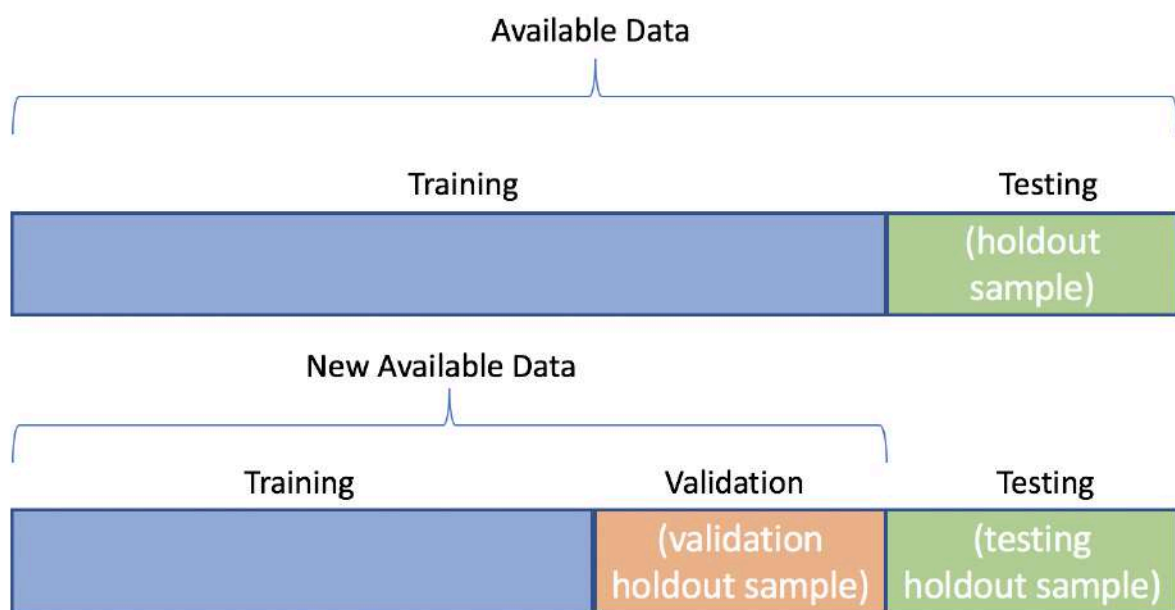 Available Data
Training
Testing
(holdout
sample)
New Available Data
Training
Validation
Testing
(validation
holdout sample)
(testing
holdout sample)